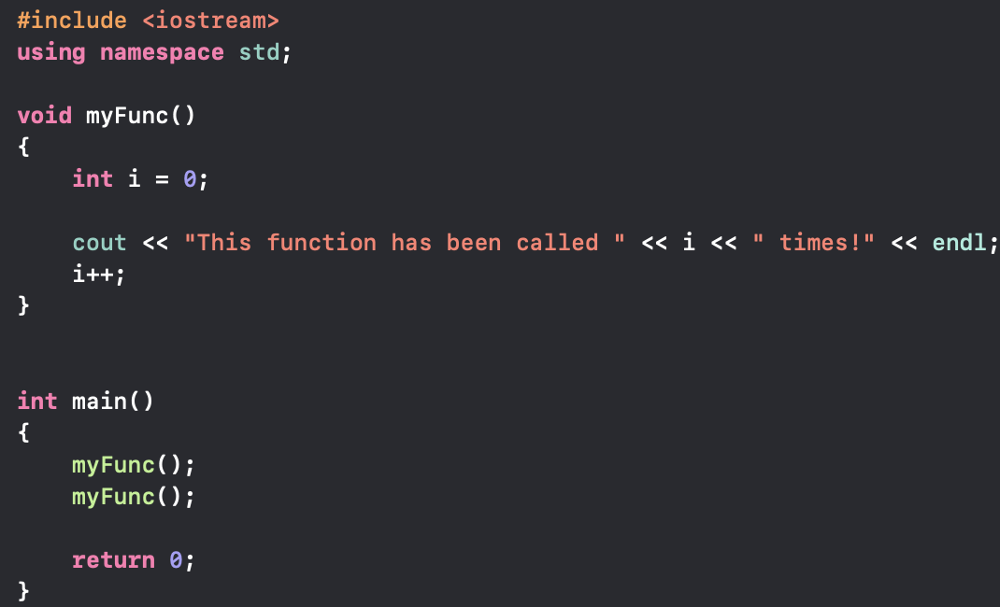 #include <iostream>
using namespace std;
void myFunc()
{
    int i = 0;
    cout << "This function has been called " << i << " times!" << endl;
    i++;
}
int main()
{
    myFunc();
    myFunc();
    return 0;
}